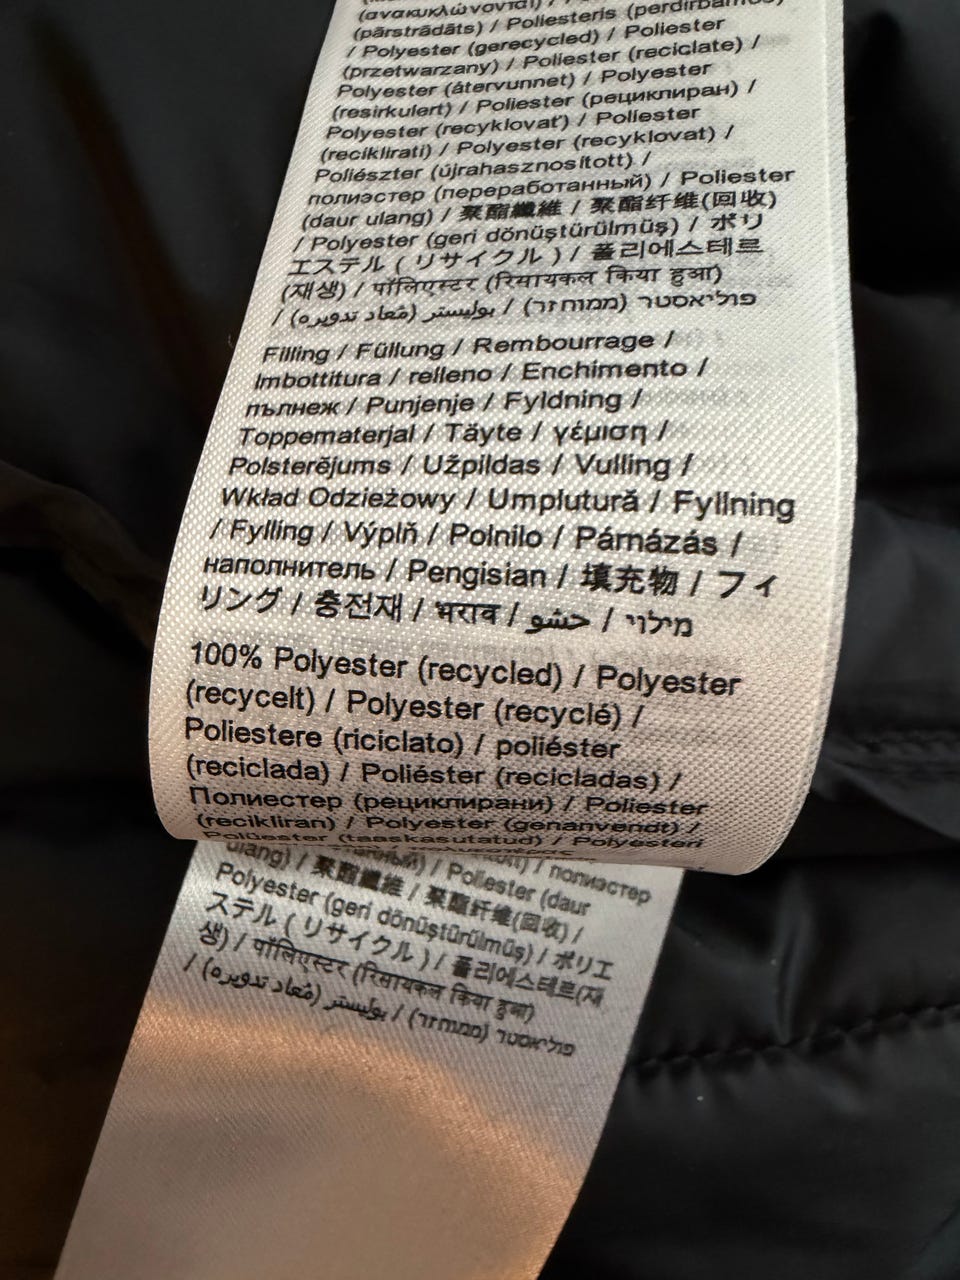 (ανακυκλώνονται) /
(pārstrādāts) / Poliesteris (perdirbamos)
/ Polyester (gerecycled) / Poliester
(przetwarzany) / Poliester (reciclate) /
Polyester (återvunnet) / Polyester
(resirkulert) / Poliester (рециклиран) /
Polyester (recyklovať) / Poliester
(reciklirati) / Polyester (recyklovat) /
Poliészter (újrahasznosított) /
полиэстер (переработанный) / Poliester
(daur ulang) / 聚酯纖維 / 聚酯纤维(回收)
/ Polyester (geri dönüştürülmüş) / ポリ
エステル ( リサイクル ) / 폴리에스테르
(재생) / पॉलिएस्टर (रिसायकल किया हुआ)
/ (مُعاد تدويره) بوليستر / (ממוחזר) פוליאסטר
Filling / Füllung / Rembourrage /
Imbottitura / relleno / Enchimento /
пълнеж / Punjenje / Fyldning /
Toppematerjal / Täyte / γέμιση /
Polsterējums / Užpildas / Vulling /
Wkład Odzieżowy / Umplutură / Fyllning
/ Fylling / Výplň / Polnilo / Párnázás /
наполнитель / Pengisian / 填充物 / フィ
リング / 충전재 / भराव / حشو / מילוי
100% Polyester (recycled) / Polyester
(recycelt) / Polyester (recyclé) /
Poliestere (riciclato) / poliéster
(reciclada) / Poliéster (recicladas) /
Полиестер (рециклирани) / Poliester
(recikliran) / Polyester (genanvendt) /
Polüester (taaskasutatud) / Polyesteri
/ полиэстер
ulang) / 聚酯纖維 / 聚酯纤维(回收) / Poliester (daur
Polyester (geri dönüştürülmüş) / ポリエ
ステル ( リサイクル ) / 폴리에스테르(재
생) / पॉलिएस्टर (रिसायकल किया हुआ)
/ (مُعاد تدويره) بوليستر / (ממוחזר) פוליאסטר